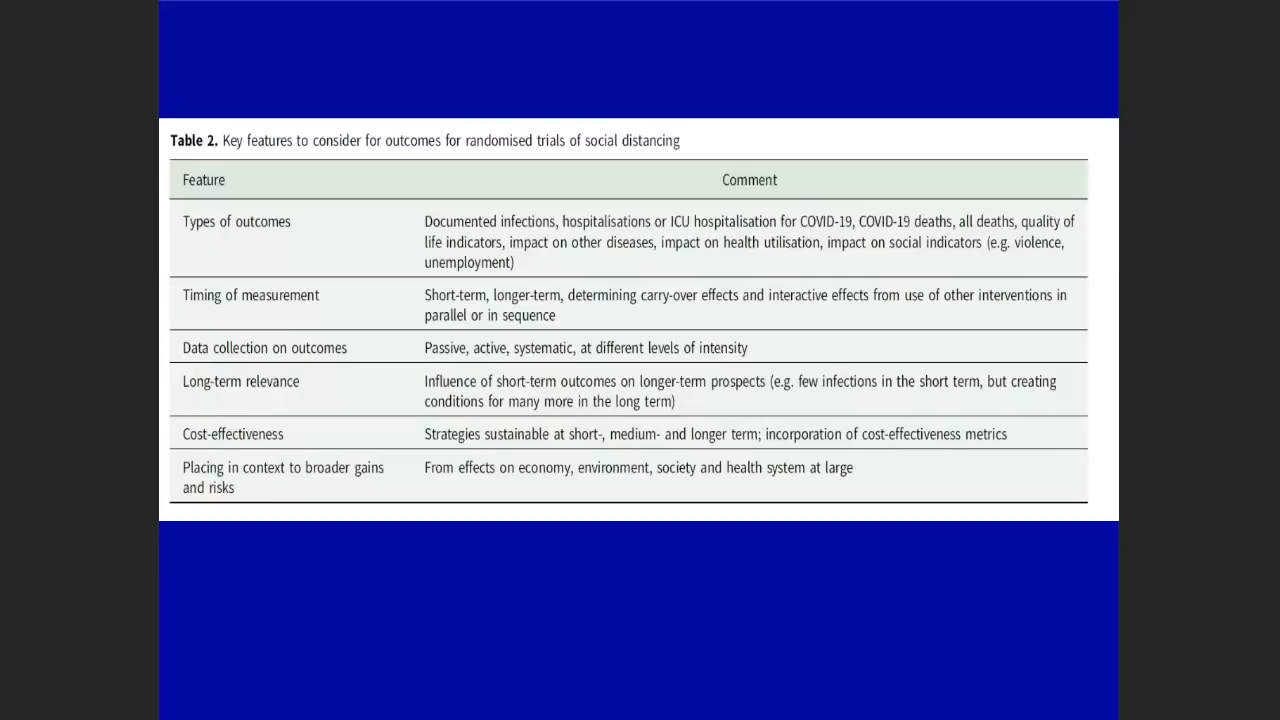 Table 2. Key features to consider for outcomes for randomised trials of social distancing
Feature Comment
Types of outcomes Documented infections, hospitalisations or ICU hospitalisation for COVID-19, COVID-19 deaths, all deaths, quality of
life indicators, impact on other diseases, impact on health utilisation, impact on social indicators (e.g. violence,
unemployment)
Timing of measurement Short-term, longer-term, determining carry-over effects and interactive effects from use of other interventions in
parallel or in sequence
Data collection on outcomes Passive, active, systematic, at different levels of intensity
Long-term relevance Influence of short-term outcomes on longer-term prospects (e.g. few infections in the short term, but creating
conditions for many more in the long term)
Cost-effectiveness Strategies sustainable at short-, medium- and longer term; incorporation of cost-effectiveness metrics
Placing in context to broader gains From effects on economy, environment, society and health system at large
and risks